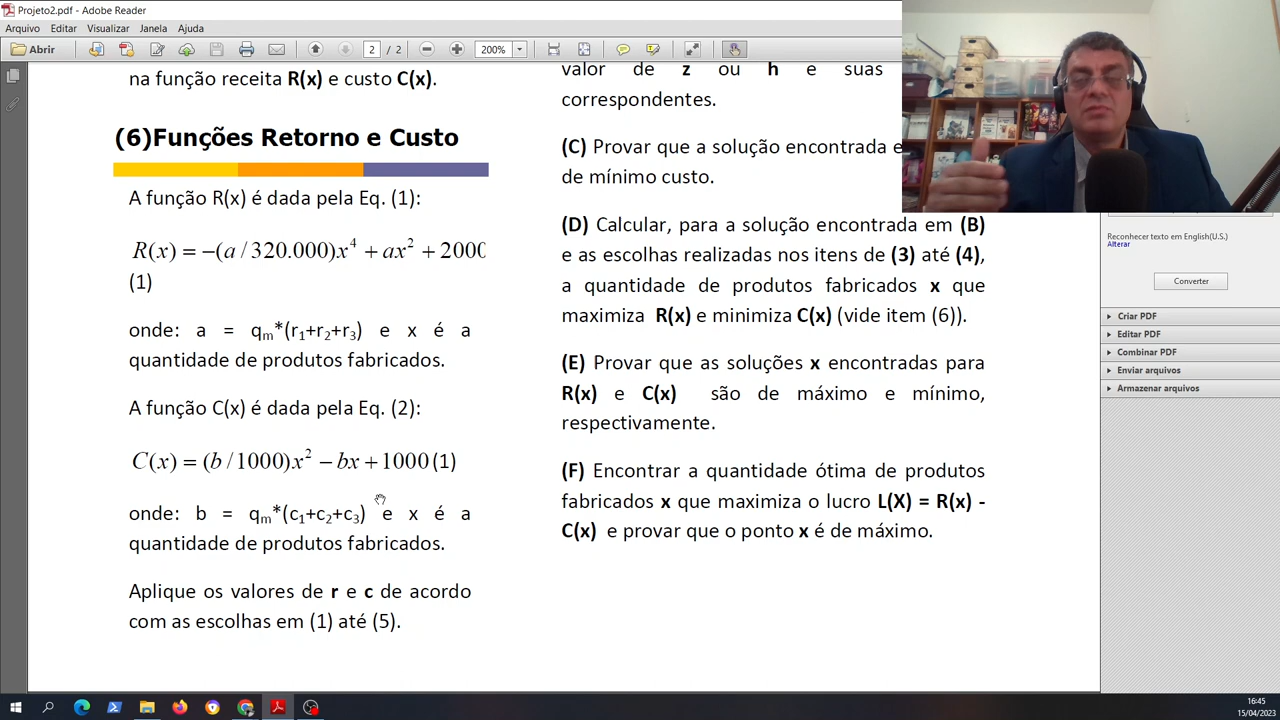 Projeto2.pdf - Adobe Reader
Arquivo Editar Visualizar Janela Ajuda
Abrir
2 / 2
200%
na função receita R(x) e custo C(x).
(6)Funções Retorno e Custo
A função R(x) é dada pela Eq. (1):
R(x) = −(a / 320.000)x⁴ + ax² + 2000
(1)
onde: a = qₘ*(r₁+r₂+r₃) e x é a
quantidade de produtos fabricados.
A função C(x) é dada pela Eq. (2):
C(x) = (b / 1000)x² − bx + 1000 (1)
onde: b = qₘ*(c₁+c₂+c₃) e x é a
quantidade de produtos fabricados.
Aplique os valores de r e c de acordo
com as escolhas em (1) até (5).
valor de z ou h e suas
correspondentes.
(C) Provar que a solução encontrada e
de mínimo custo.
(D) Calcular, para a solução encontrada em (B)
e as escolhas realizadas nos itens de (3) até (4),
a quantidade de produtos fabricados x que
maximiza R(x) e minimiza C(x) (vide item (6)).
(E) Provar que as soluções x encontradas para
R(x) e C(x) são de máximo e mínimo,
respectivamente.
(F) Encontrar a quantidade ótima de produtos
fabricados x que maximiza o lucro L(X) = R(x) -
C(x) e provar que o ponto x é de máximo.
Reconhecer texto em English(U.S.)
Alterar
Converter
Criar PDF
Editar PDF
Combinar PDF
Enviar arquivos
Armazenar arquivos
16:45
15/04/2023